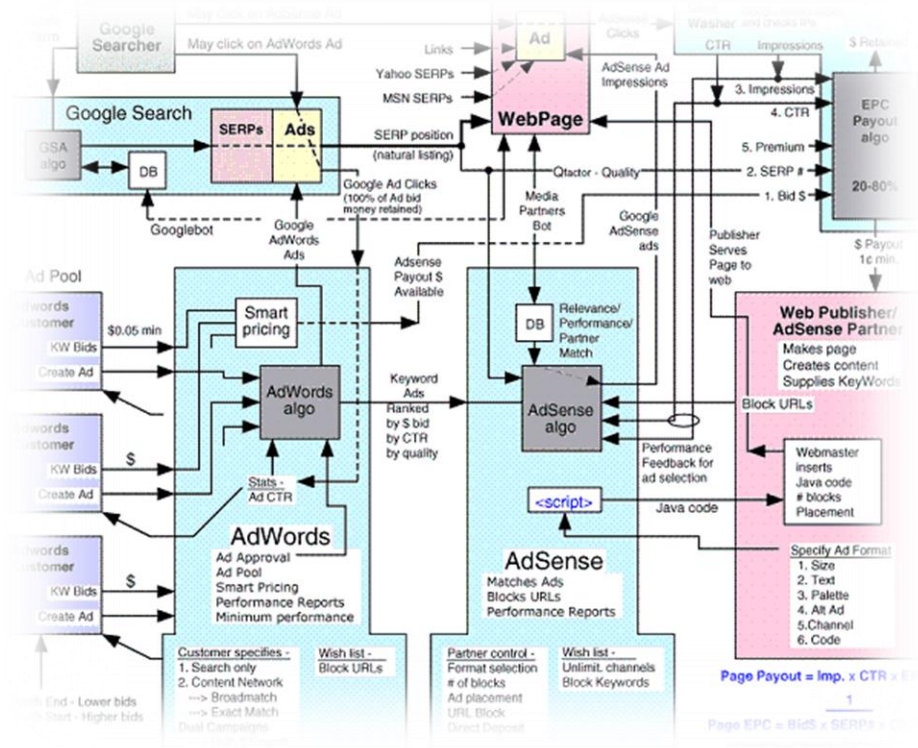 May click on AdSense Ad
Google
Searcher
May click on AdWords Ad
Links
Yahoo SERPs
MSN SERPs
Ad
WebPage
Clicks
AdSense Ad
Impressions
Washer
CTR
Impressions
3. Impressions
4. CTR
5. Premium
2. SERP #
1. Bid $
EPC
Payout
algo
20-80%
Google Search
GSA
algo
DB
SERPs
Ads
SERP position
(natural listing)
Google Ad Clicks
(100% of Ad bid
money retained)
Googlebot
Google
AdWords
Ads
Qfactor - Quality
Media
Partners
Bot
Google
AdSense
ads
Publisher
Serves
Page to
web
$ Payout
1¢ min.
Adsense
Payout $
Available
Ad Pool
KW Bids
Create Ad
$0.05 min
KW Bids
Create Ad
$
KW Bids
Create Ad
$
Smart
pricing
AdWords
algo
Stats -
Ad CTR
AdWords
Ad Approval
Ad Pool
Smart Pricing
Performance Reports
Minimum performance
Keyword
Ads
Ranked
by $ bid
by CTR
by quality
DB
Relevance/
Performance/
Partner
Match
AdSense
algo
Performance
Feedback for
ad selection
<script>
Java code
AdSense
Matches Ads
Blocks URLs
Performance Reports
Web Publisher/
AdSense Partner
Makes page
Creates content
Supplies KeyWords
Block URLs
Webmaster
inserts
Java code
# blocks
Placement
Specify Ad Format
1. Size
2. Text
3. Palette
4. Alt Ad
5.Channel
6. Code
Customer specifies -
1. Search only
2. Content Network
---> Broadmatch
---> Exact Match
Dual Campaigns
Wish list -
Block URLs
Partner control -
Format selection
# of blocks
Ad placement
URL Block
Direct Deposit
Wish list -
Unlimit. channels
Block Keywords
End - Lower bids
Start - Higher bids
Page Payout = Imp. x CTR x
1
Page EPC = Bid$ x SERP# x